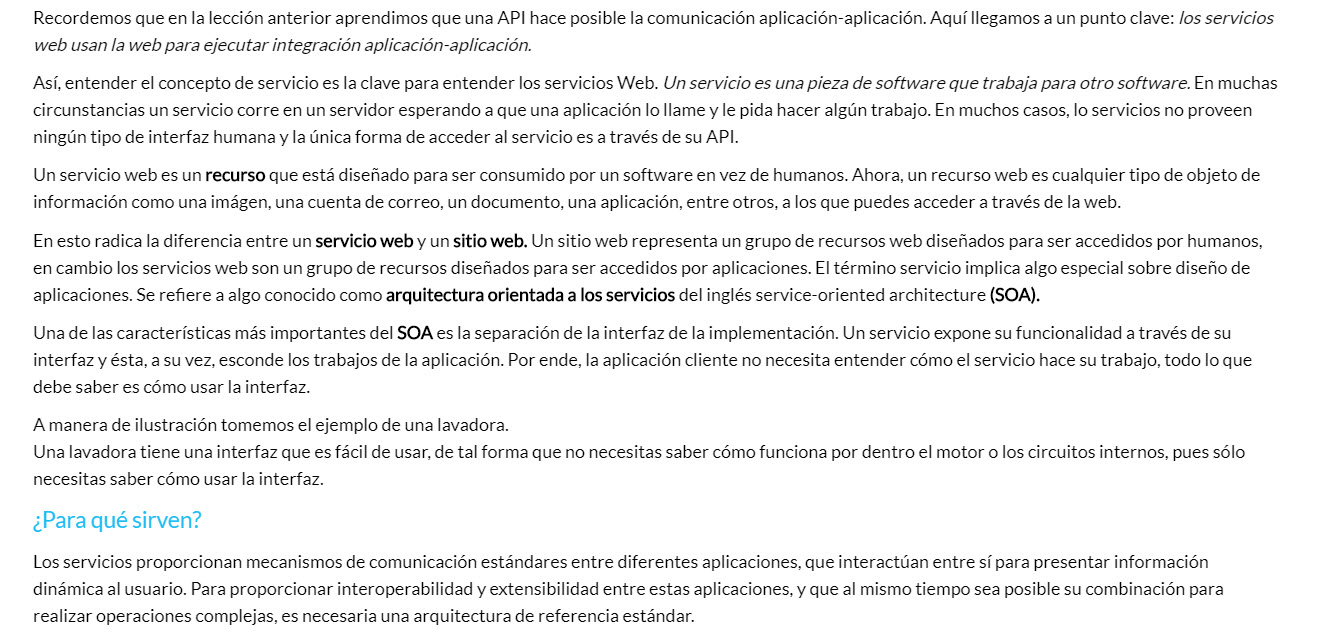 Recordemos que en la lección anterior aprendimos que una API hace posible la comunicación aplicación-aplicación. Aquí llegamos a un punto clave: los servicios
web usan la web para ejecutar integración aplicación-aplicación.
Así, entender el concepto de servicio es la clave para entender los servicios Web. Un servicio es una pieza de software que trabaja para otro software. En muchas
circunstancias un servicio corre en un servidor esperando a que una aplicación lo llame y le pida hacer algún trabajo. En muchos casos, lo servicios no proveen
ningún tipo de interfaz humana y la única forma de acceder al servicio es a través de su API.
Un servicio web es un recurso que está diseñado para ser consumido por un software en vez de humanos. Ahora, un recurso web es cualquier tipo de objeto de
información como una imágen, una cuenta de correo, un documento, una aplicación, entre otros, a los que puedes acceder a través de la web.
En esto radica la diferencia entre un servicio web y un sitio web. Un sitio web representa un grupo de recursos web diseñados para ser accedidos por humanos,
en cambio los servicios web son un grupo de recursos diseñados para ser accedidos por aplicaciones. El término servicio implica algo especial sobre diseño de
aplicaciones. Se refiere a algo conocido como arquitectura orientada a los servicios del inglés service-oriented architecture (SOA).
Una de las características más importantes del SOA es la separación de la interfaz de la implementación. Un servicio expone su funcionalidad a través de su
interfaz y ésta, a su vez, esconde los trabajos de la aplicación. Por ende, la aplicación cliente no necesita entender cómo el servicio hace su trabajo, todo lo que
debe saber es cómo usar la interfaz.
A manera de ilustración tomemos el ejemplo de una lavadora.
Una lavadora tiene una interfaz que es fácil de usar, de tal forma que no necesitas saber cómo funciona por dentro el motor o los circuitos internos, pues sólo
necesitas saber cómo usar la interfaz.
¿Para qué sirven?
Los servicios proporcionan mecanismos de comunicación estándares entre diferentes aplicaciones, que interactúan entre sí para presentar información
dinámica al usuario. Para proporcionar interoperabilidad y extensibilidad entre estas aplicaciones, y que al mismo tiempo sea posible su combinación para
realizar operaciones complejas, es necesaria una arquitectura de referencia estándar.